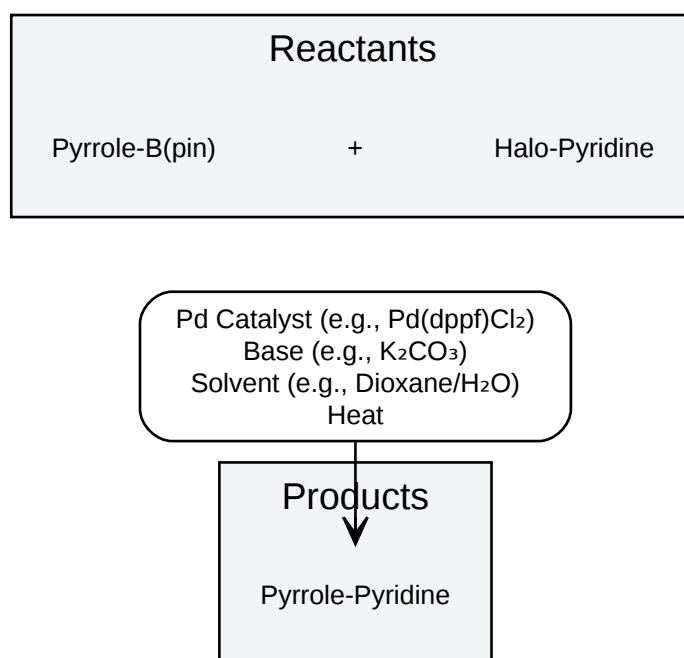 Reactants
Pyrrole-B(pin) + Halo-Pyridine
Pd Catalyst (e.g., Pd(dppf)Cl₂)
Base (e.g., K₂CO₃)
Solvent (e.g., Dioxane/H₂O)
Heat
Products
Pyrrole-Pyridine